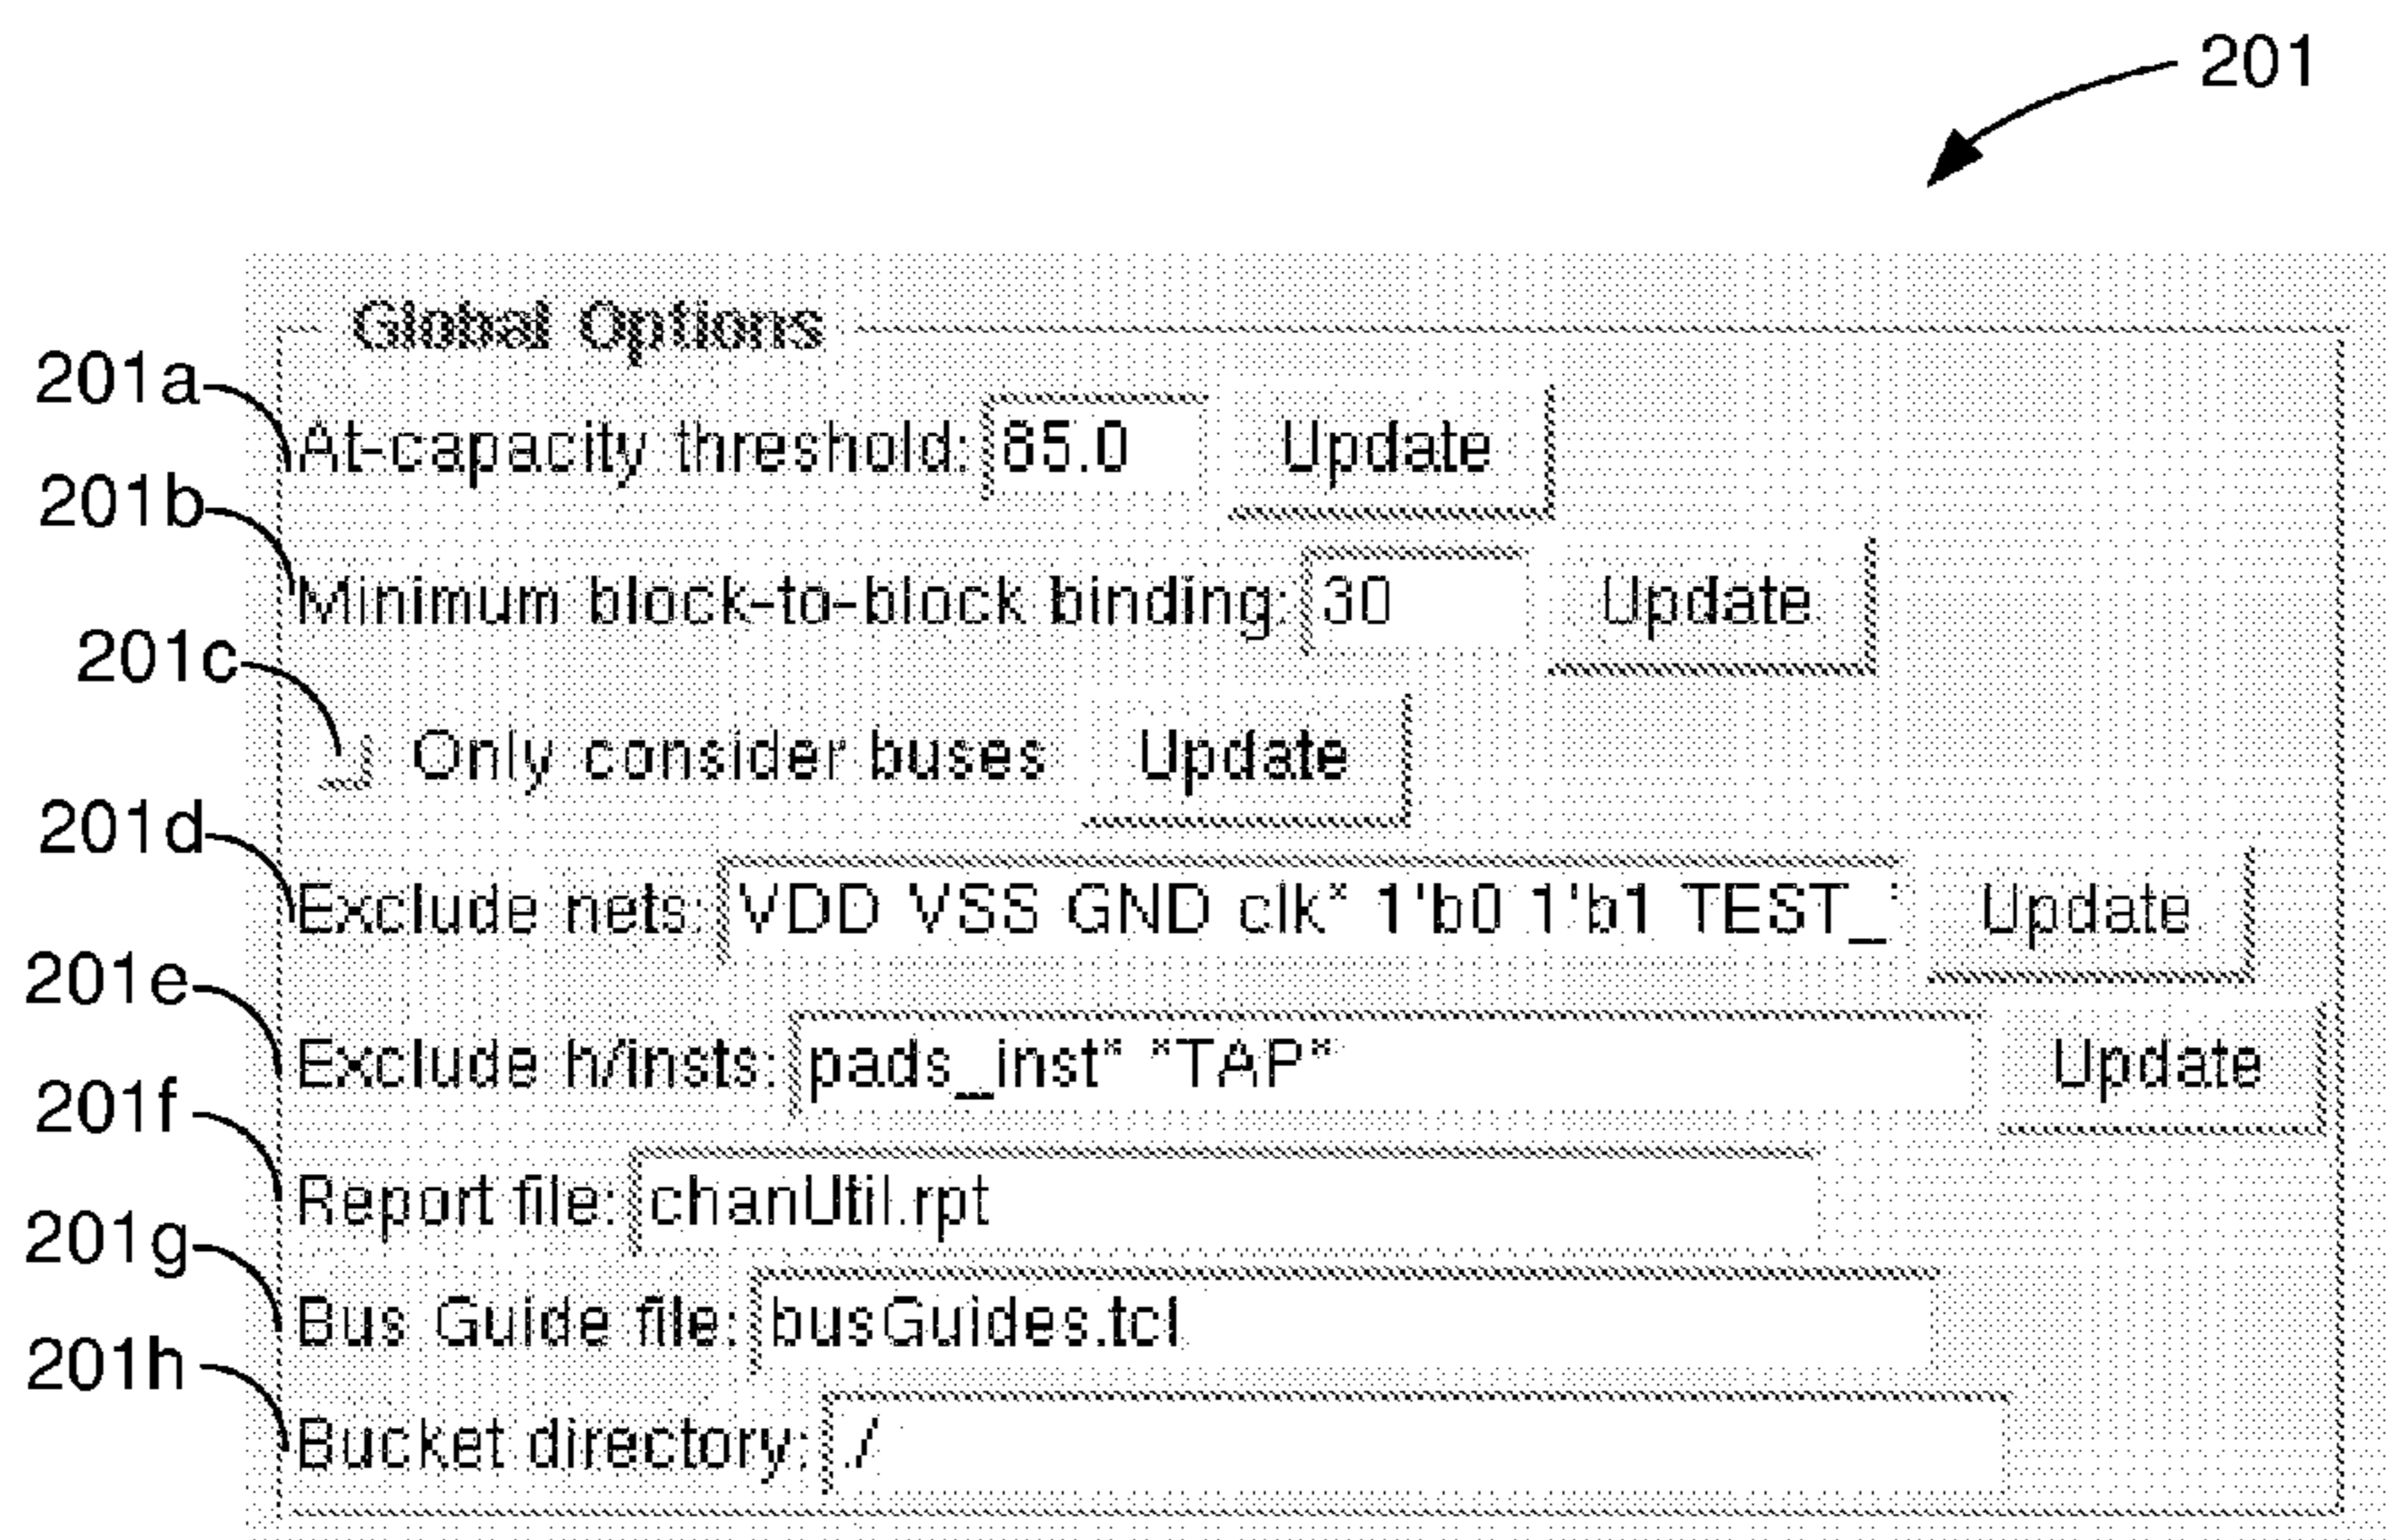 201
Global Options
201a
At-capacity threshold: 85.0 Update
201b
Minimum block-to-block binding: 30 Update
201c
Only consider buses Update
201d
Exclude nets: VDD VSS GND clk* 1'b0 1'b1 TEST_ Update
201e
Exclude h/insts: pads_inst* *TAP* Update
201f
Report file: chanUtil.rpt
201g
Bus Guide file: busGuides.tcl
201h
Bucket directory: ./